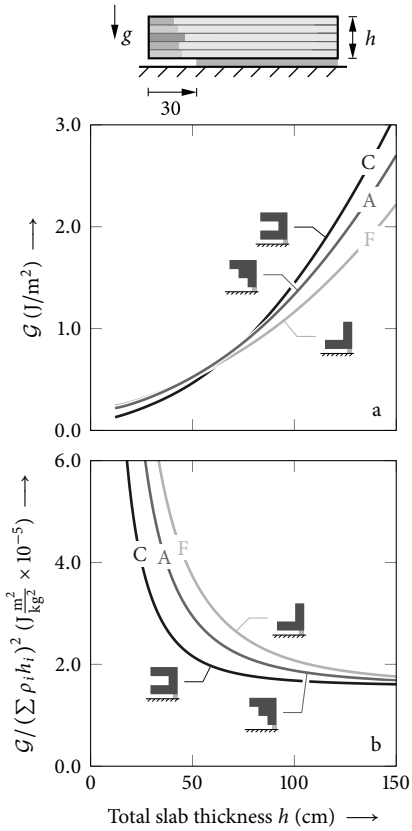 g
h
30
3.0
2.0
1.0
0.0
𝒢 (J/m²) ⟶
C
A
F
a
6.0
4.0
2.0
0.0
𝒢/(∑ ρᵢhᵢ)² (J m²/kg² × 10⁻⁵) ⟶
C
A
F
b
0 50 100 150
Total slab thickness h (cm) ⟶